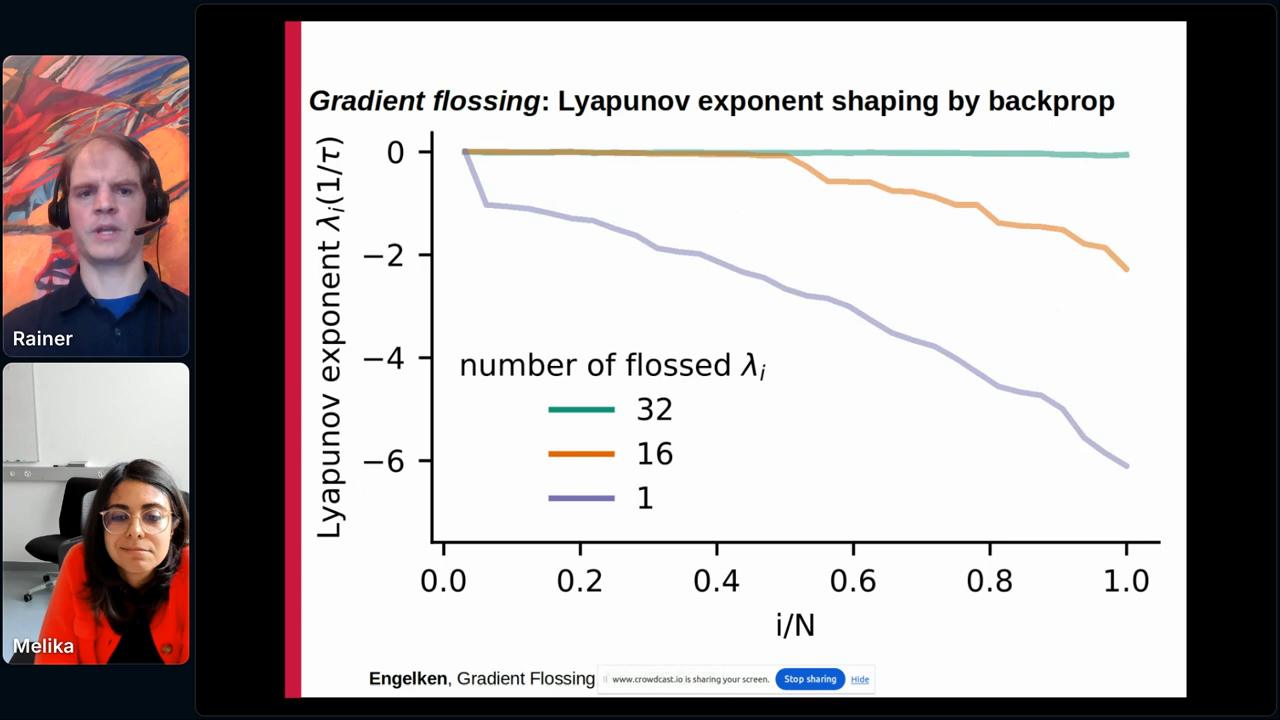 Rainer
Melika
Gradient flossing: Lyapunov exponent shaping by backprop
Lyapunov exponent λᵢ(1/τ)
0
−2
−4
−6
number of flossed λᵢ
32
16
1
0.0 0.2 0.4 0.6 0.8 1.0
i/N
Engelken, Gradient Flossing
www.crowdcast.io is sharing your screen. Stop sharing Hide